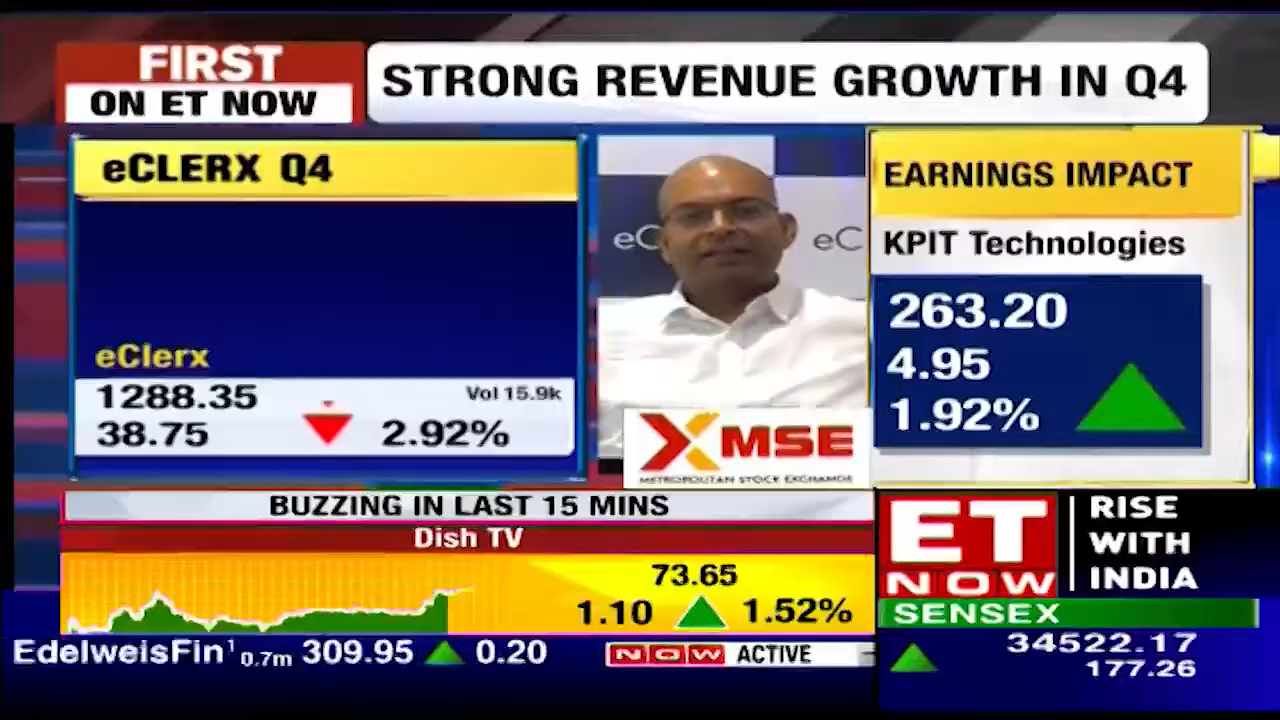 FIRST
ON ET NOW
STRONG REVENUE GROWTH IN Q4
eCLERX Q4
eClerx
1288.35
Vol 15.9k
38.75
2.92%
eC
eC
MSE
METROPOLITAN STOCK EXCHANGE
EARNINGS IMPACT
KPIT Technologies
263.20
4.95
1.92%
BUZZING IN LAST 15 MINS
Dish TV
73.65
1.10
1.52%
ET
NOW
RISE
WITH
INDIA
SENSEX
34522.17
177.26
EdelweisFin¹ 0.7m 309.95 0.20
NOW ACTIVE